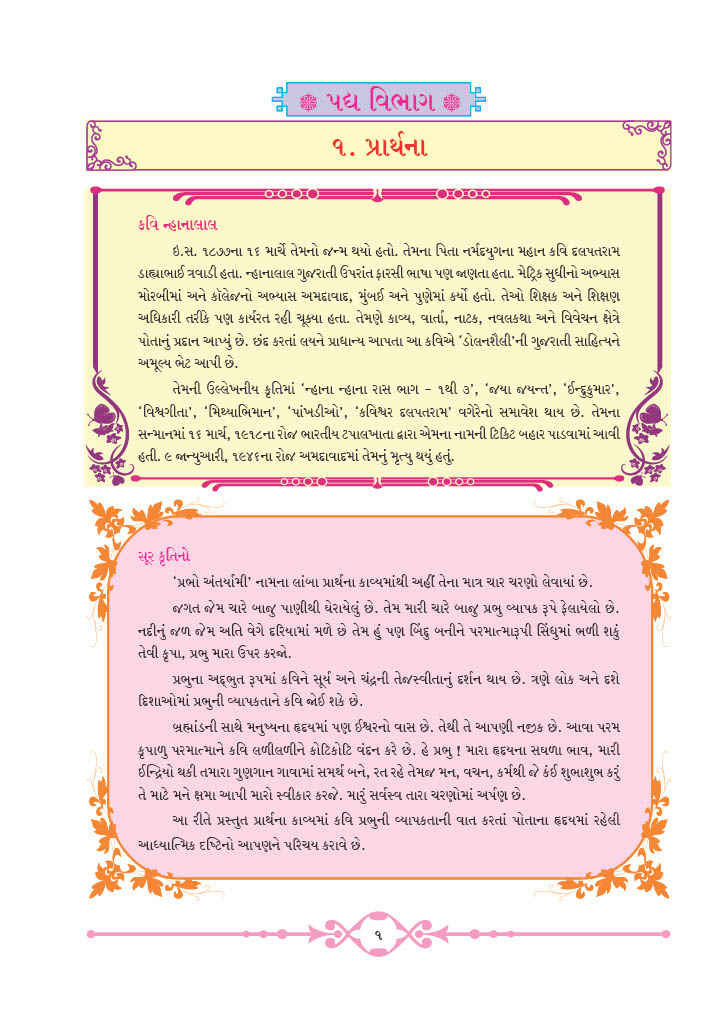 પદ્ય વિભાગ
૧. પ્રાર્થના
કવિ ન્હાનાલાલ
ઇ.સ. ૧૮૭૭ના ૧૬ માર્ચે તેમનો જન્મ થયો હતો. તેમના પિતા નર્મદયુગના મહાન કવિ દલપતરામ
ડાહ્યાભાઈ ત્રવાડી હતા. ન્હાનાલાલ ગુજરાતી ઉપરાંત ફારસી ભાષા પણ જાણતા હતા. મેટ્રિક સુધીનો અભ્યાસ
મોરબીમાં અને કૉલેજનો અભ્યાસ અમદાવાદ, મુંબઈ અને પુણેમાં કર્યો હતો. તેઓ શિક્ષક અને શિક્ષણ
અધિકારી તરીકે પણ કાર્યરત રહી ચૂક્યા હતા. તેમણે કાવ્ય, વાર્તા, નાટક, નવલકથા અને વિવેચન ક્ષેત્રે
પોતાનું પ્રદાન આપ્યું છે. છંદ કરતાં લયને પ્રાધાન્ય આપતા આ કવિએ ‘ડોલનશૈલી’ની ગુજરાતી સાહિત્યને
અમૂલ્ય ભેટ આપી છે.
તેમની ઉલ્લેખનીય કૃતિમાં ‘ન્હાના ન્હાના રાસ ભાગ – ૧થી ૩’, ‘જયા જયન્ત’, ‘ઈન્દુકુમાર’,
‘વિશ્વગીતા’, ‘મિથ્યાભિમાન’, ‘પાંખડીઓ’, ‘કવિશ્વર દલપતરામ’ વગેરેનો સમાવેશ થાય છે. તેમના
સન્માનમાં ૧૬ માર્ચ, ૧૯૧૮ના રોજ ભારતીય ટપાલખાતા દ્વારા એમના નામની ટિકિટ બહાર પાડવામાં આવી
હતી. ૯ જાન્યુઆરી, ૧૯૪૬ના રોજ અમદાવાદમાં તેમનું મૃત્યુ થયું હતું.
સૂર કૃતિનો
‘પ્રભો અંતર્યામી’ નામના લાંબા પ્રાર્થના કાવ્યમાંથી અહીં તેના માત્ર ચાર ચરણો લેવાયાં છે.
જગત જેમ ચારે બાજુ પાણીથી ઘેરાયેલું છે. તેમ મારી ચારે બાજુ પ્રભુ વ્યાપક રૂપે ફેલાયેલો છે.
નદીનું જળ જેમ અતિ વેગે દરિયામાં મળે છે તેમ હું પણ બિંદુ બનીને પરમાત્મારૂપી સિંધુમાં ભળી શકું
તેવી કૃપા, પ્રભુ મારા ઉપર કરજો.
પ્રભુના અદ્ભુત રૂપમાં કવિને સૂર્ય અને ચંદ્રની તેજસ્વીતાનું દર્શન થાય છે. ત્રણે લોક અને દશે
દિશાઓમાં પ્રભુની વ્યાપકતાને કવિ જોઈ શકે છે.
બ્રહ્માંડની સાથે મનુષ્યના હૃદયમાં પણ ઈશ્વરનો વાસ છે. તેથી તે આપણી નજીક છે. આવા પરમ
કૃપાળુ પરમાત્માને કવિ લળીલળીને કોટિકોટિ વંદન કરે છે. હે પ્રભુ ! મારા હૃદયના સઘળા ભાવ, મારી
ઈન્દ્રિયો થકી તમારા ગુણગાન ગાવામાં સમર્થ બને, રત રહે તેમજ મન, વચન, કર્મથી જે કંઈ શુભાશુભ કરું
તે માટે મને ક્ષમા આપી મારો સ્વીકાર કરજે. મારું સર્વસ્વ તારા ચરણોમાં અર્પણ છે.
આ રીતે પ્રસ્તુત પ્રાર્થના કાવ્યમાં કવિ પ્રભુની વ્યાપકતાની વાત કરતાં પોતાના હૃદયમાં રહેલી
આધ્યાત્મિક દૃષ્ટિનો આપણને પરિચય કરાવે છે.
૧